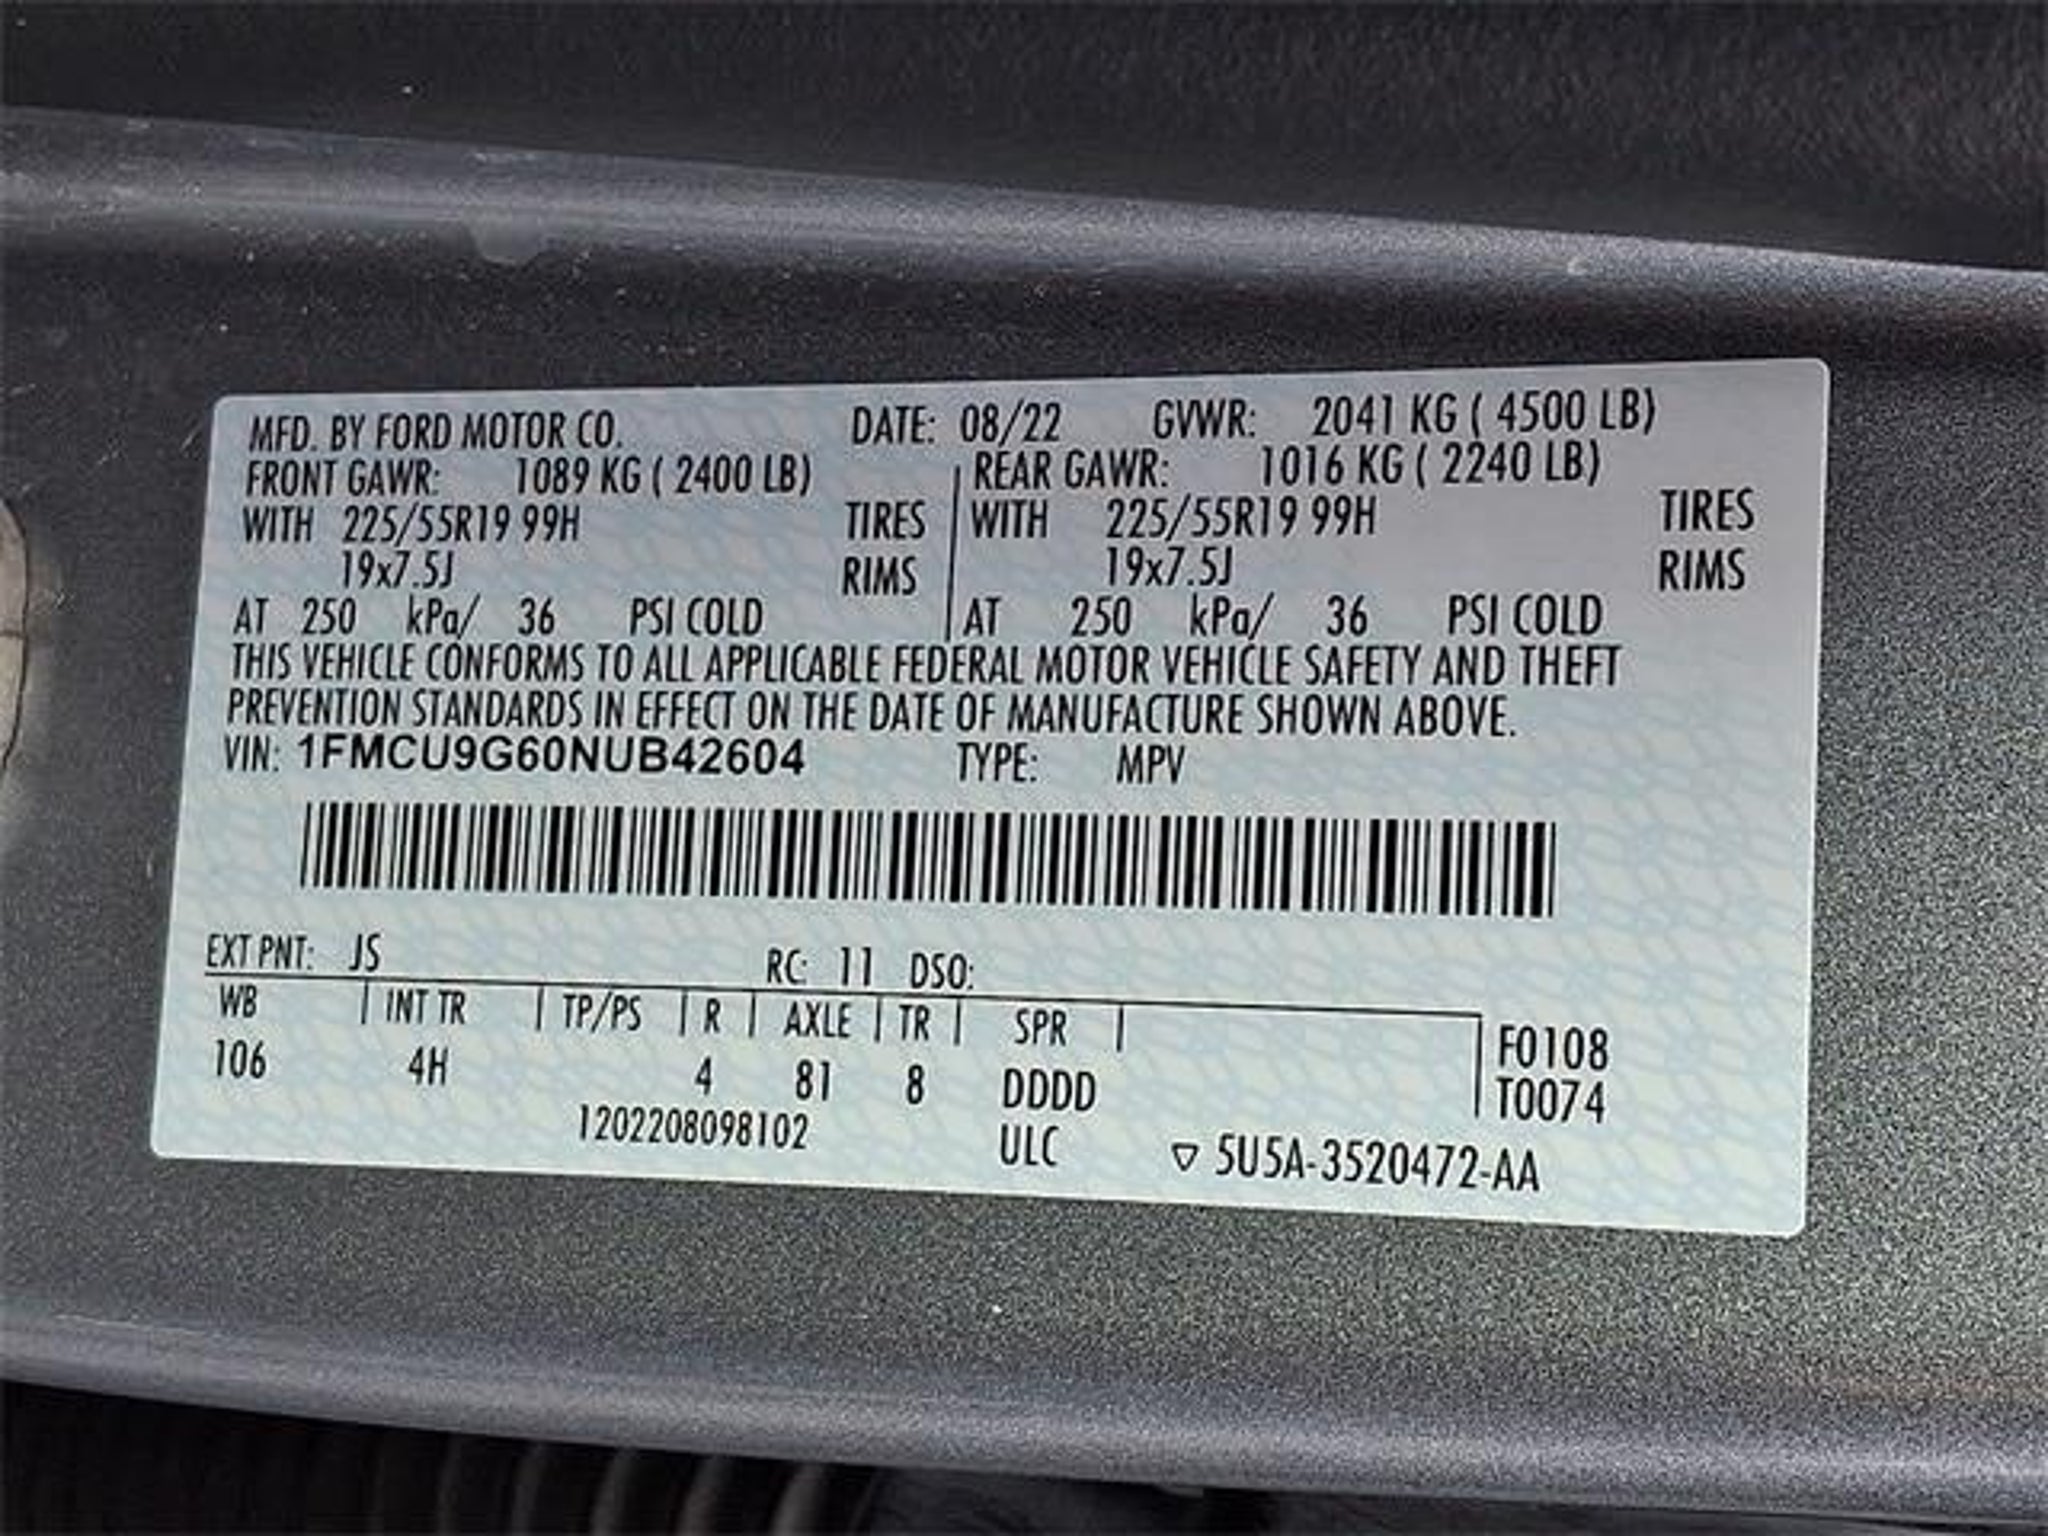 MFD. BY FORD MOTOR CO. DATE: 08/22 GVWR: 2041 KG ( 4500 LB)
FRONT GAWR: 1089 KG ( 2400 LB) REAR GAWR: 1016 KG ( 2240 LB)
WITH 225/55R19 99H TIRES WITH 225/55R19 99H TIRES
19x7.5J RIMS 19x7.5J RIMS
AT 250 kPa/ 36 PSI COLD AT 250 kPa/ 36 PSI COLD
THIS VEHICLE CONFORMS TO ALL APPLICABLE FEDERAL MOTOR VEHICLE SAFETY AND THEFT
PREVENTION STANDARDS IN EFFECT ON THE DATE OF MANUFACTURE SHOWN ABOVE.
VIN: 1FMCU9G60NUB42604 TYPE: MPV
EXT PNT: JS RC: 11 DSO:
WB INT TR TP/PS R AXLE TR SPR F0108
106 4H 4 81 8 DDDD T0074
1202208098102 ULC ▽ 5U5A-3520472-AA